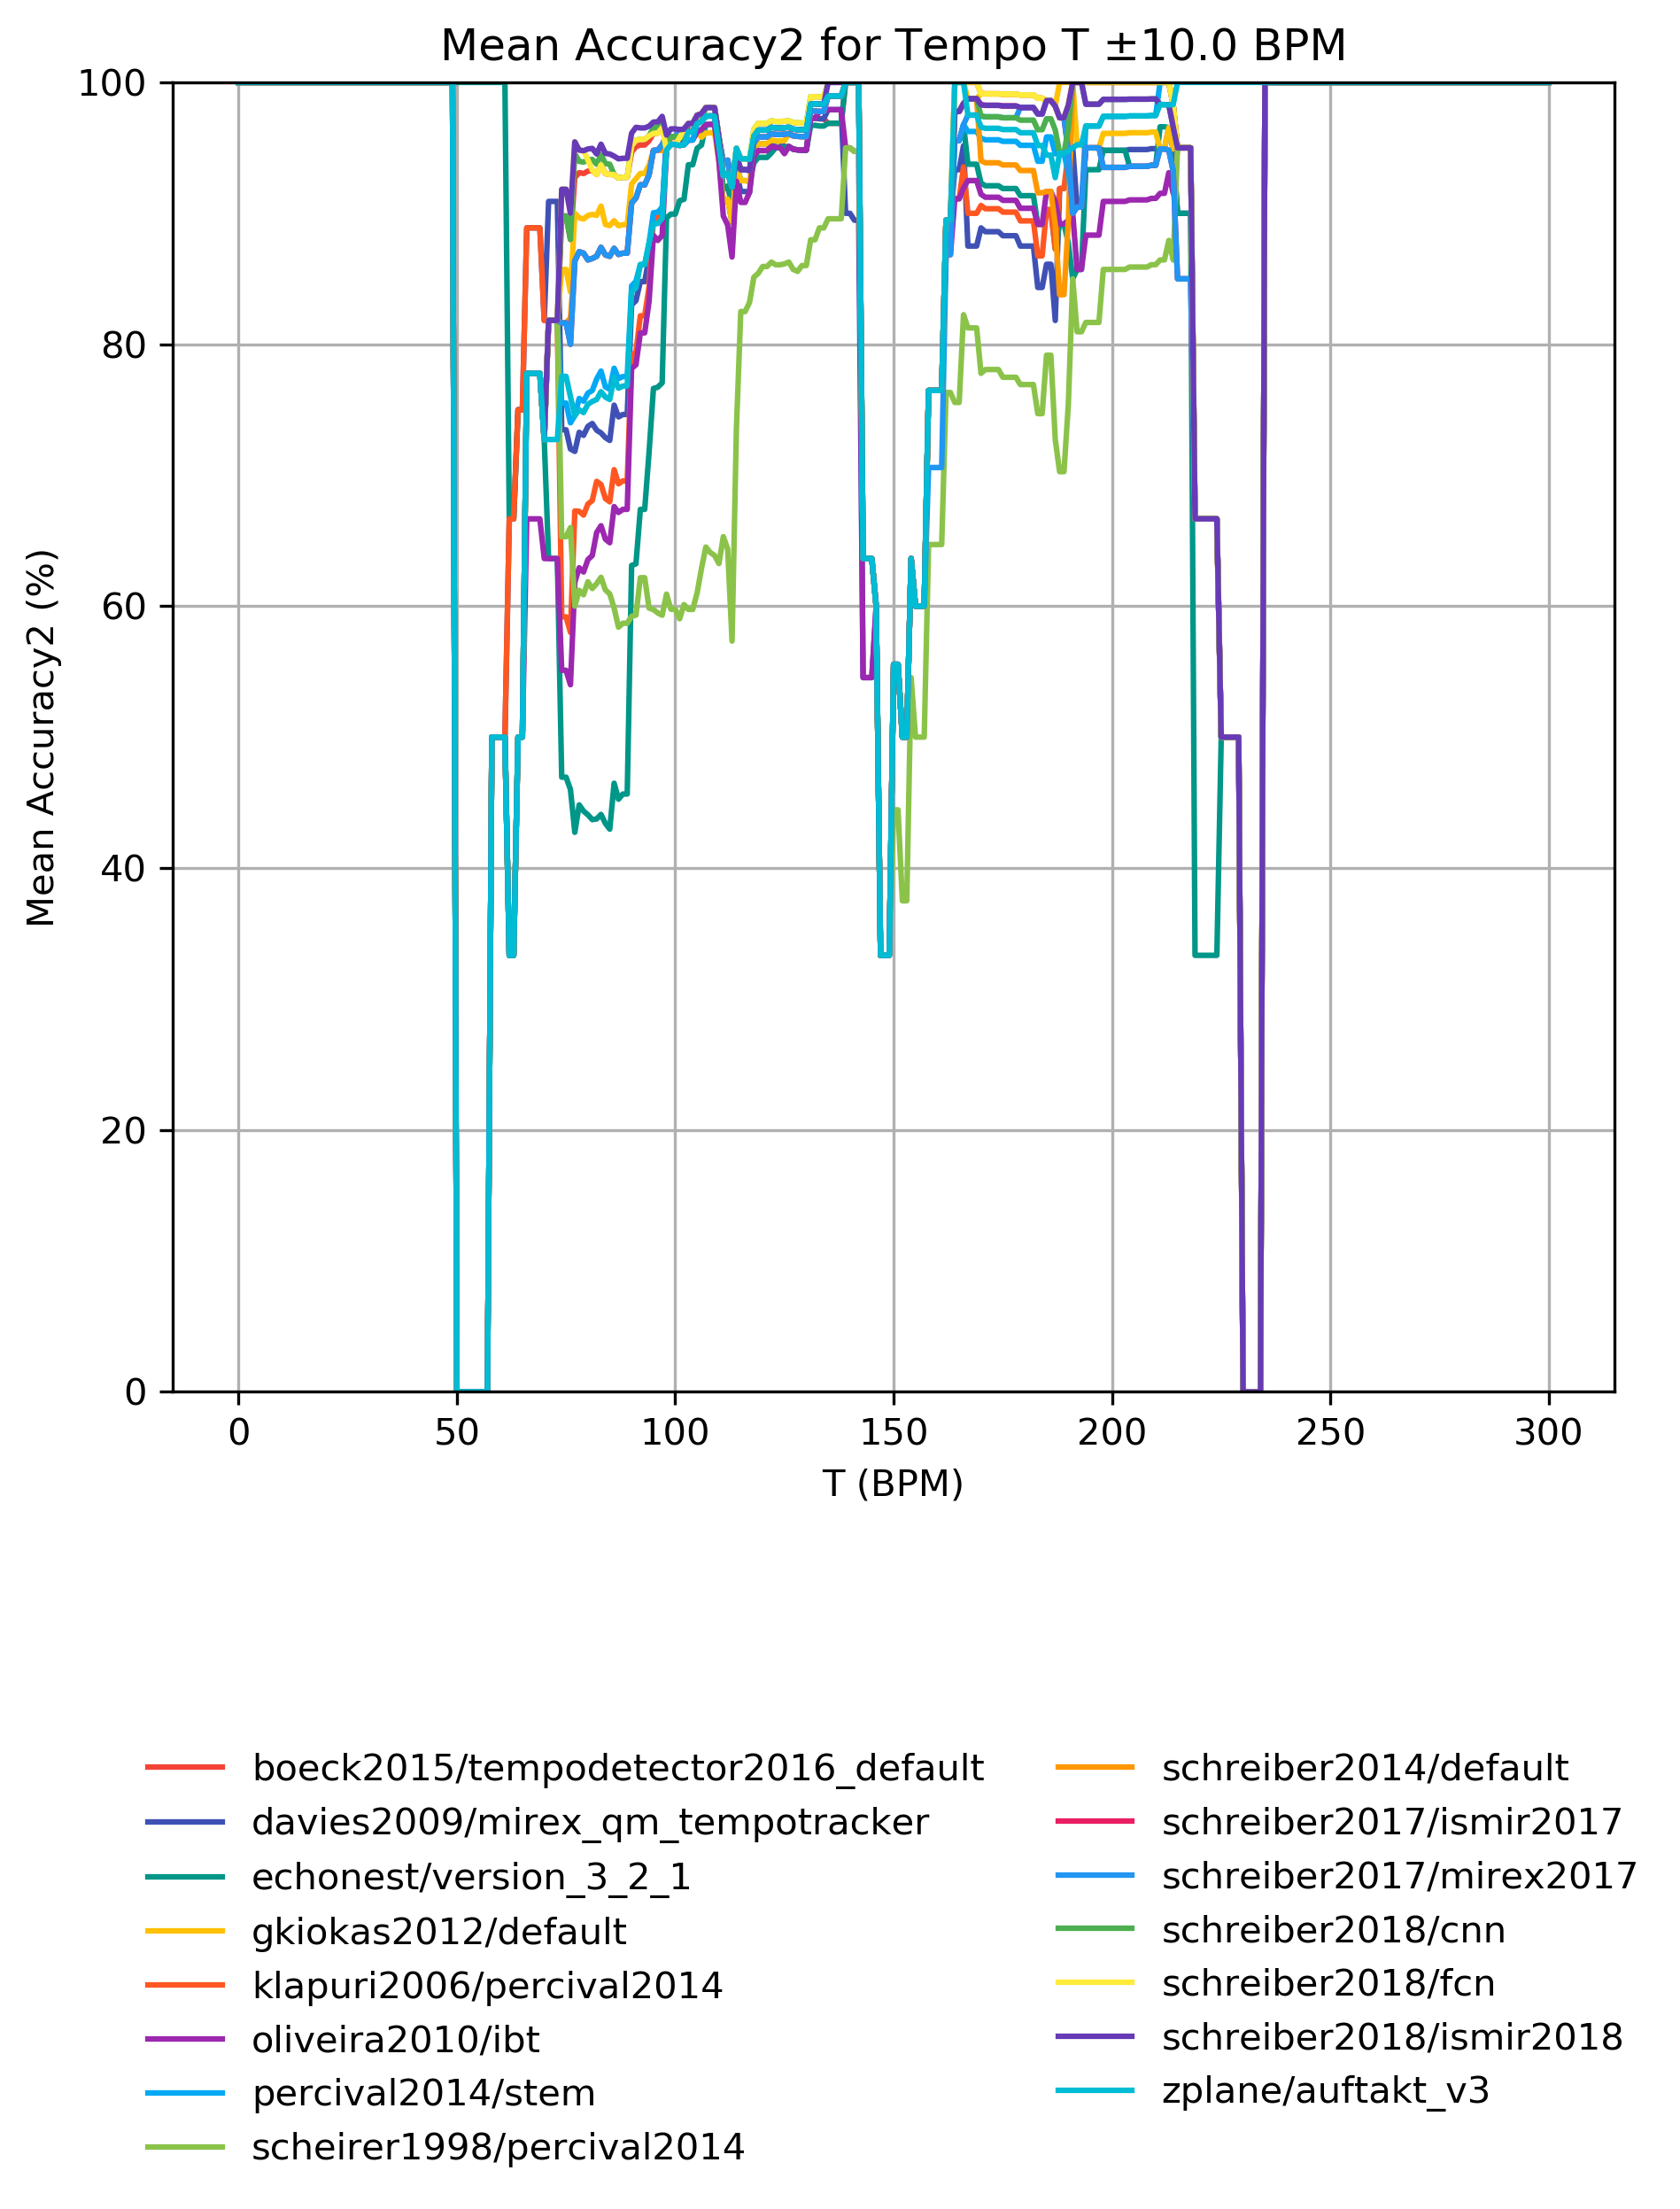 Mean Accuracy2 for Tempo T ±10.0 BPM
100
80
60
40
20
0
Mean Accuracy2 (%)
0 50 100 150 200 250 300
T (BPM)
boeck2015/tempodetector2016_default
davies2009/mirex_qm_tempotracker
echonest/version_3_2_1
gkiokas2012/default
klapuri2006/percival2014
oliveira2010/ibt
percival2014/stem
scheirer1998/percival2014
schreiber2014/default
schreiber2017/ismir2017
schreiber2017/mirex2017
schreiber2018/cnn
schreiber2018/fcn
schreiber2018/ismir2018
zplane/auftakt_v3